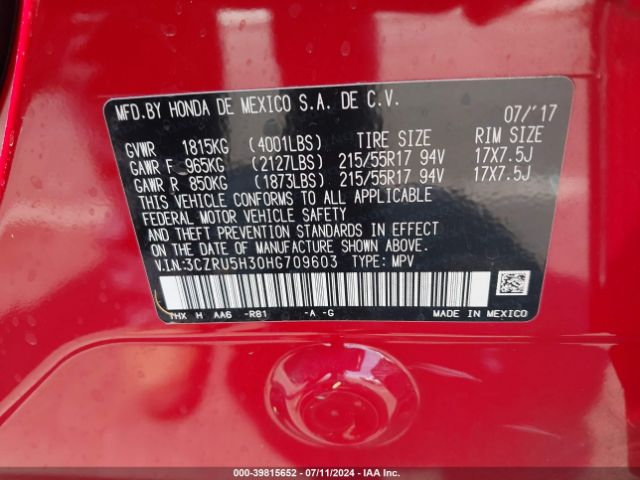 MFD.BY HONDA DE MEXICO S.A. DE C.V. 07/'17
GVWR 1815KG (4001LBS) TIRE SIZE RIM SIZE
GAWR F 965KG (2127LBS) 215/55R17 94V 17X7.5J
GAWR R 850KG (1873LBS) 215/55R17 94V 17X7.5J
THIS VEHICLE CONFORMS TO ALL APPLICABLE
FEDERAL MOTOR VEHICLE SAFETY
AND THEFT PREVENTION STANDARDS IN EFFECT
ON THE DATE OF MANUFACTURE SHOWN ABOVE.
V.I.N:3CZRU5H30HG709603 TYPE: MPV
THX H AA6 -R81 -A -G MADE IN MEXICO
000-39815652 - 07/11/2024 - IAA Inc.